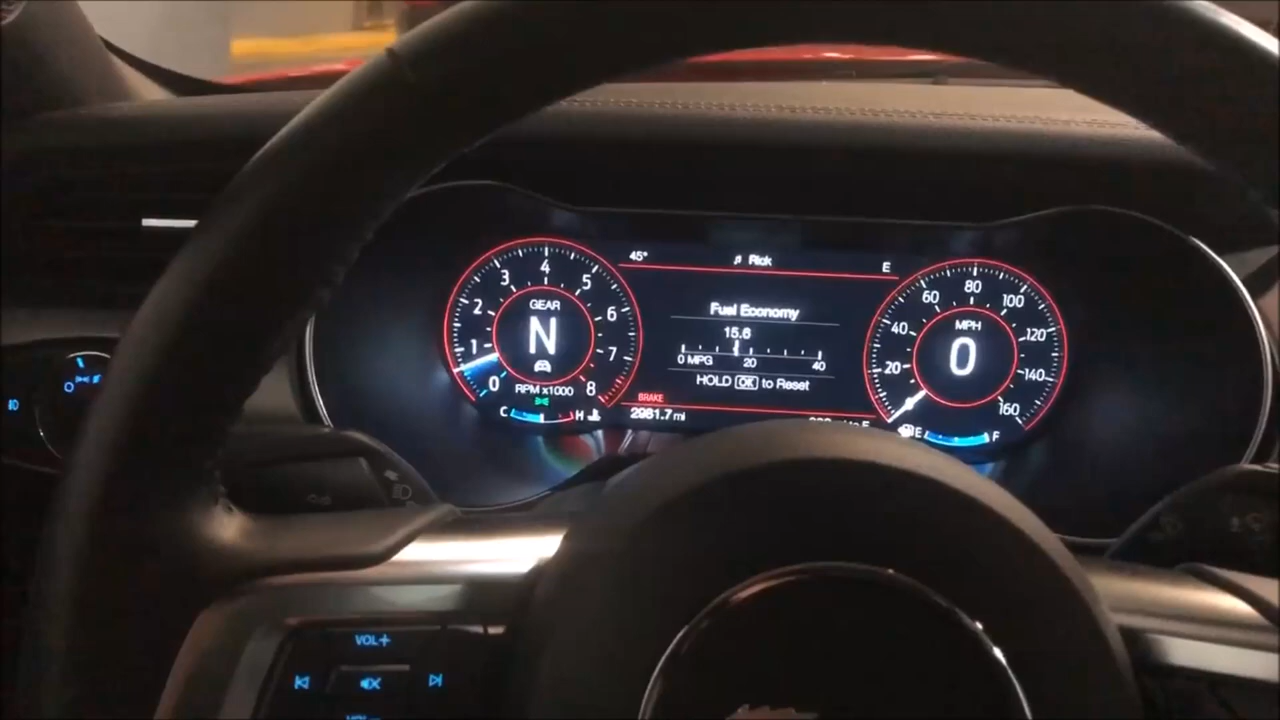 45° Rick E
Fuel Economy
15.6
0 MPG 20 40
HOLD OK to Reset
BRAKE
2981.7 mi
GEAR
N
0 1 2 3 4 5 6 7 8
RPM x1000
C H
MPH
0
20 40 60 80 100 120 140 160
E F
VOL+